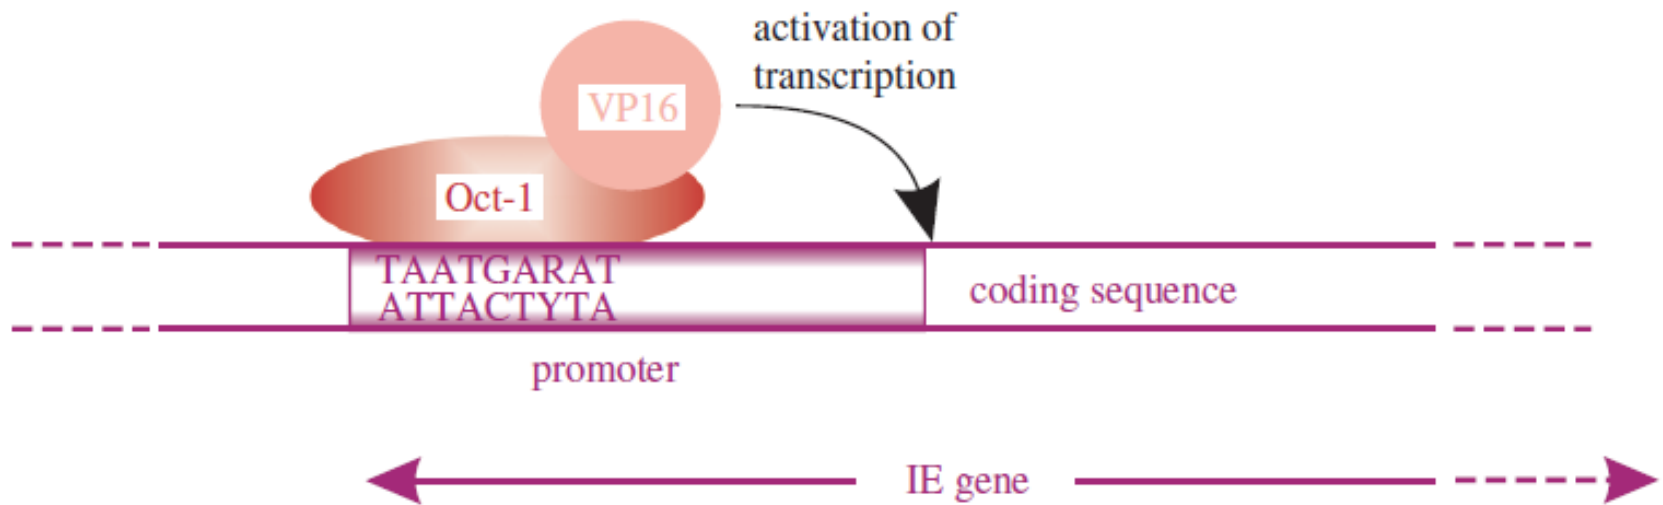 activation of
transcription
VP16
Oct-1
TAATGARAT
ATTACTYTA
coding sequence
promoter
IE gene